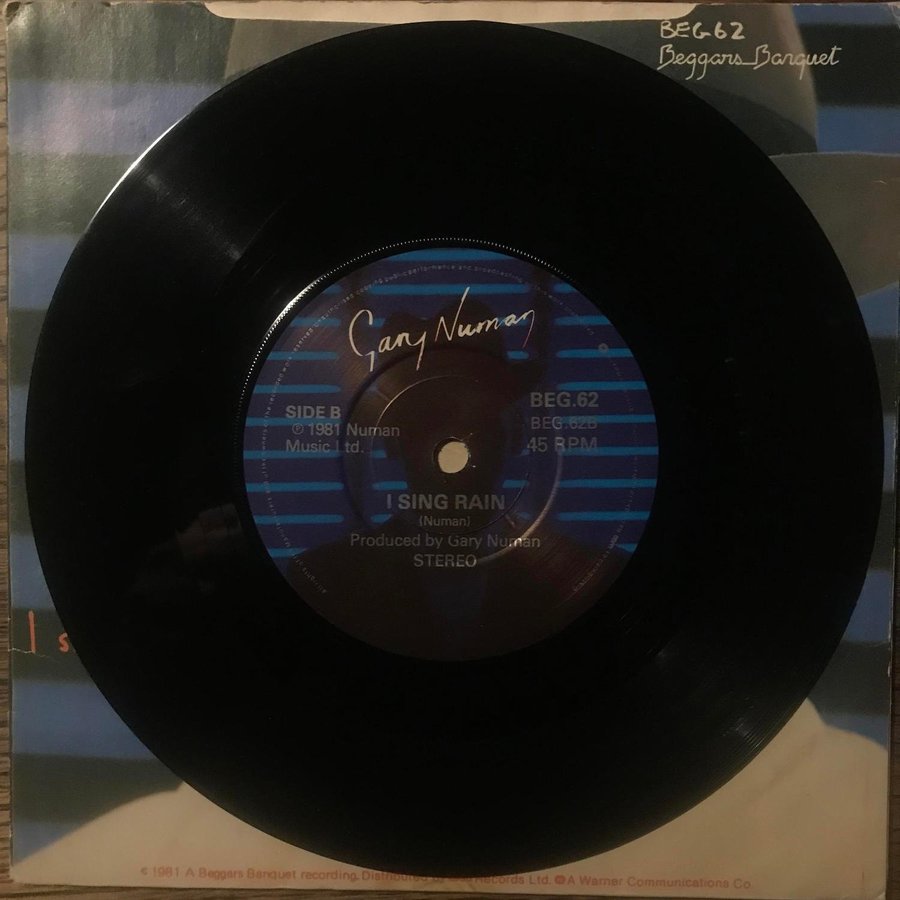 BEG62
Beggars Banquet
Gary Numan
SIDE B
℗ 1981 Numan
Music Ltd.
BEG.62
BEG.62B
45 RPM
I SING RAIN
(Numan)
Produced by Gary Numan
STEREO
I s
© 1981 A Beggars Banquet recording. Distributed by Records Ltd. A Warner Communications Co.